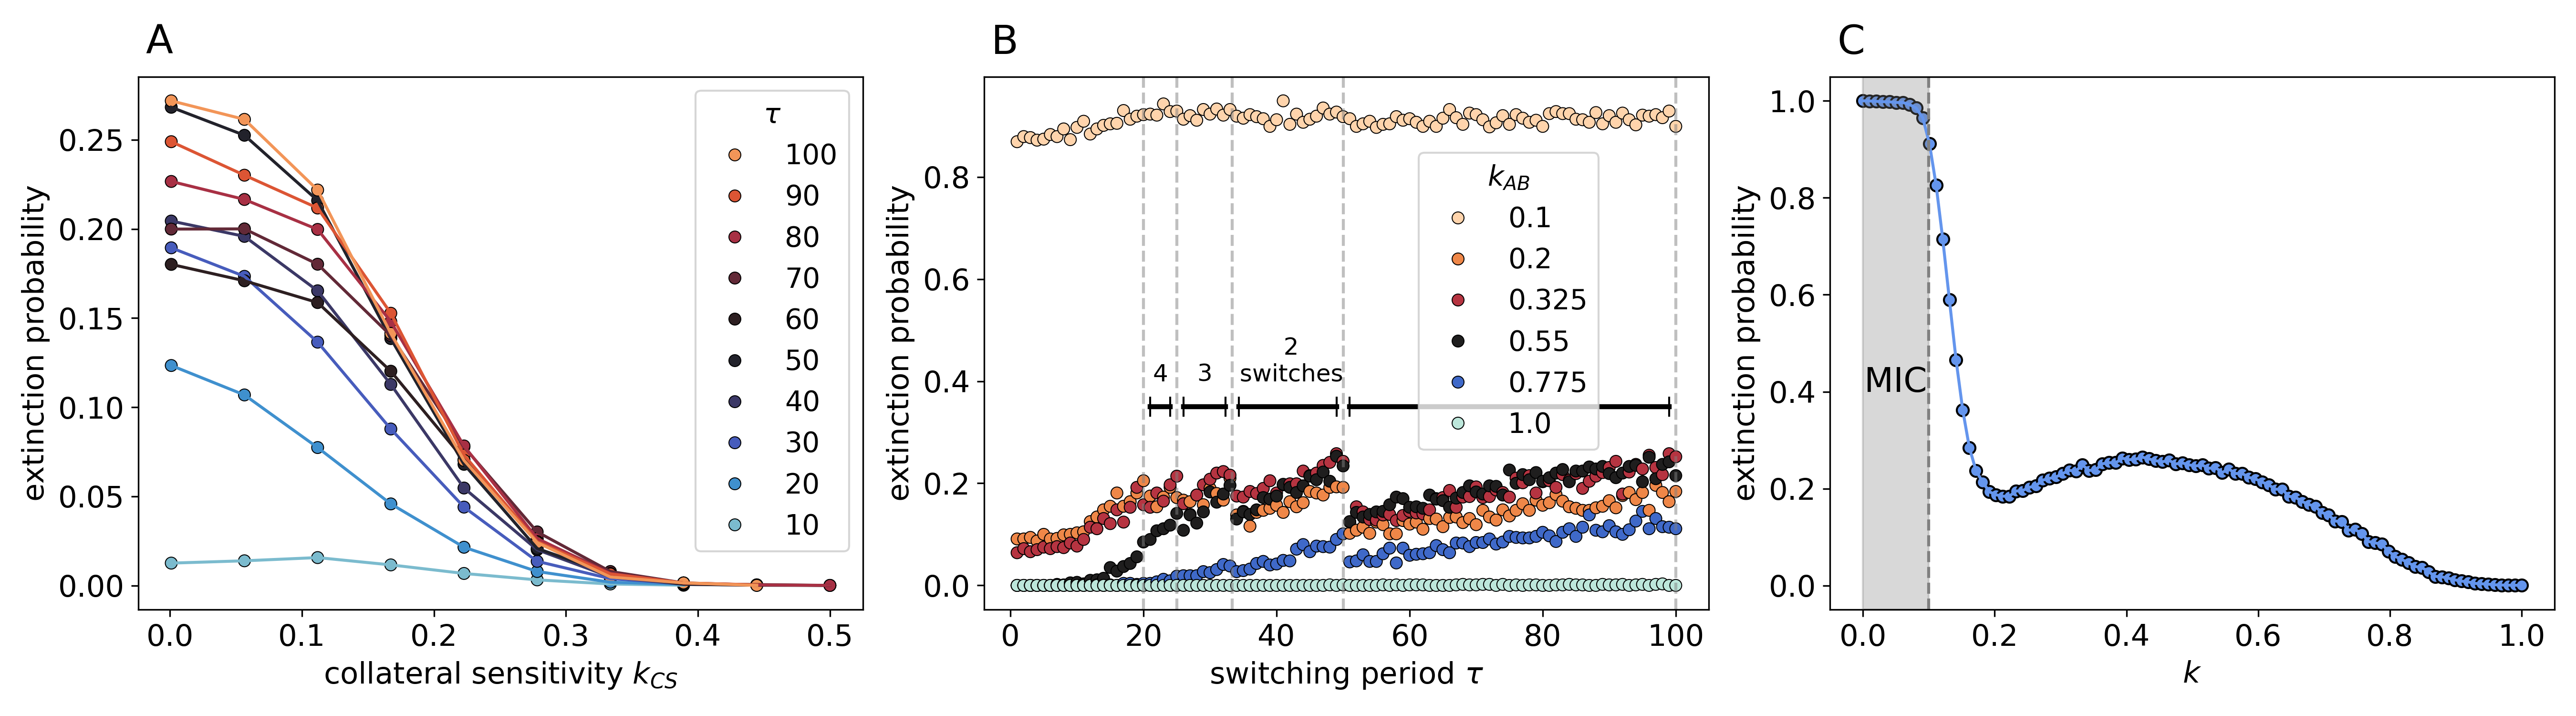 A
extinction probability
0.25
0.20
0.15
0.10
0.05
0.00
0.0 0.1 0.2 0.3 0.4 0.5
collateral sensitivity k_CS
τ
100
90
80
70
60
50
40
30
20
10
B
extinction probability
0.8
0.6
0.4
0.2
0.0
0 20 40 60 80 100
switching period τ
4
3
2
switches
k_AB
0.1
0.2
0.325
0.55
0.775
1.0
C
extinction probability
1.0
0.8
0.6
0.4
0.2
0.0
0.0 0.2 0.4 0.6 0.8 1.0
k
MIC